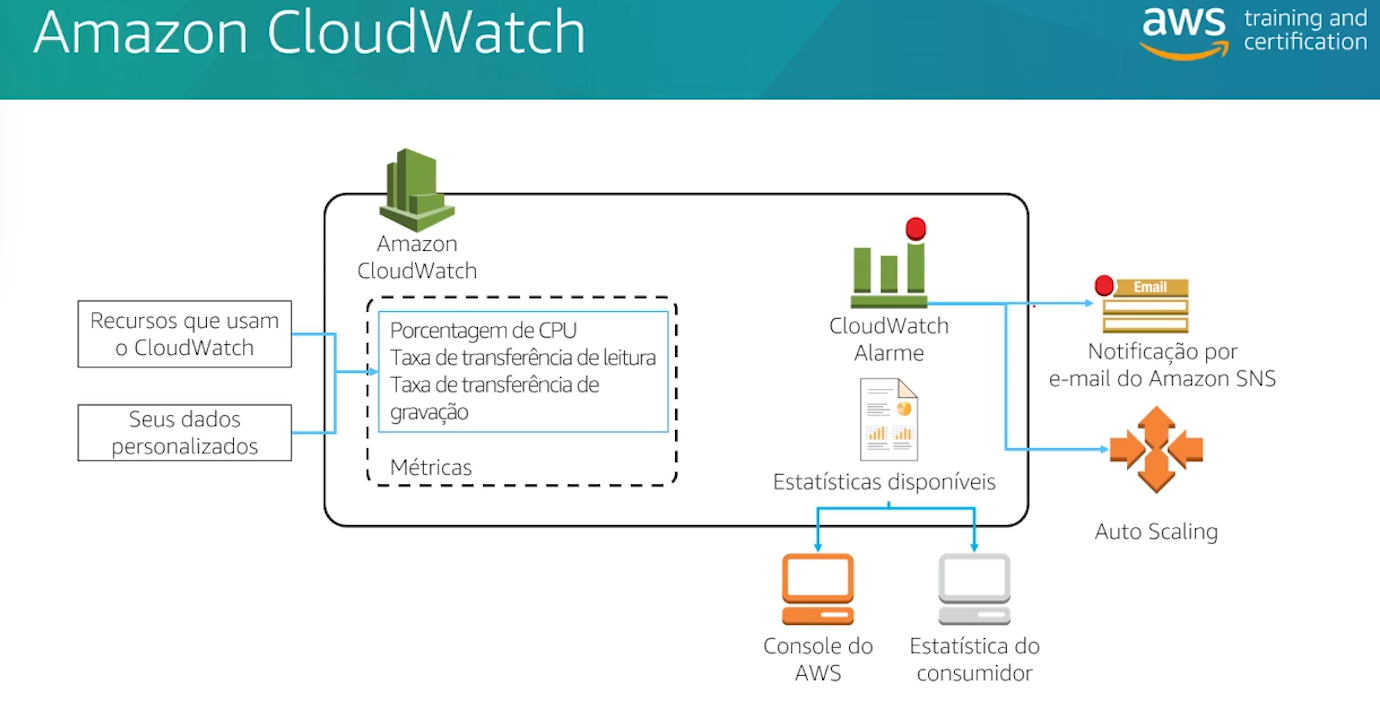 Amazon CloudWatch
aws
training and
certification
Amazon
CloudWatch
Recursos que usam
o CloudWatch
Seus dados
personalizados
Porcentagem de CPU
Taxa de transferência de leitura
Taxa de transferência de
gravação
Métricas
CloudWatch
Alarme
Estatísticas disponíveis
Email
Notificação por
e-mail do Amazon SNS
Auto Scaling
Console do
AWS
Estatística do
consumidor